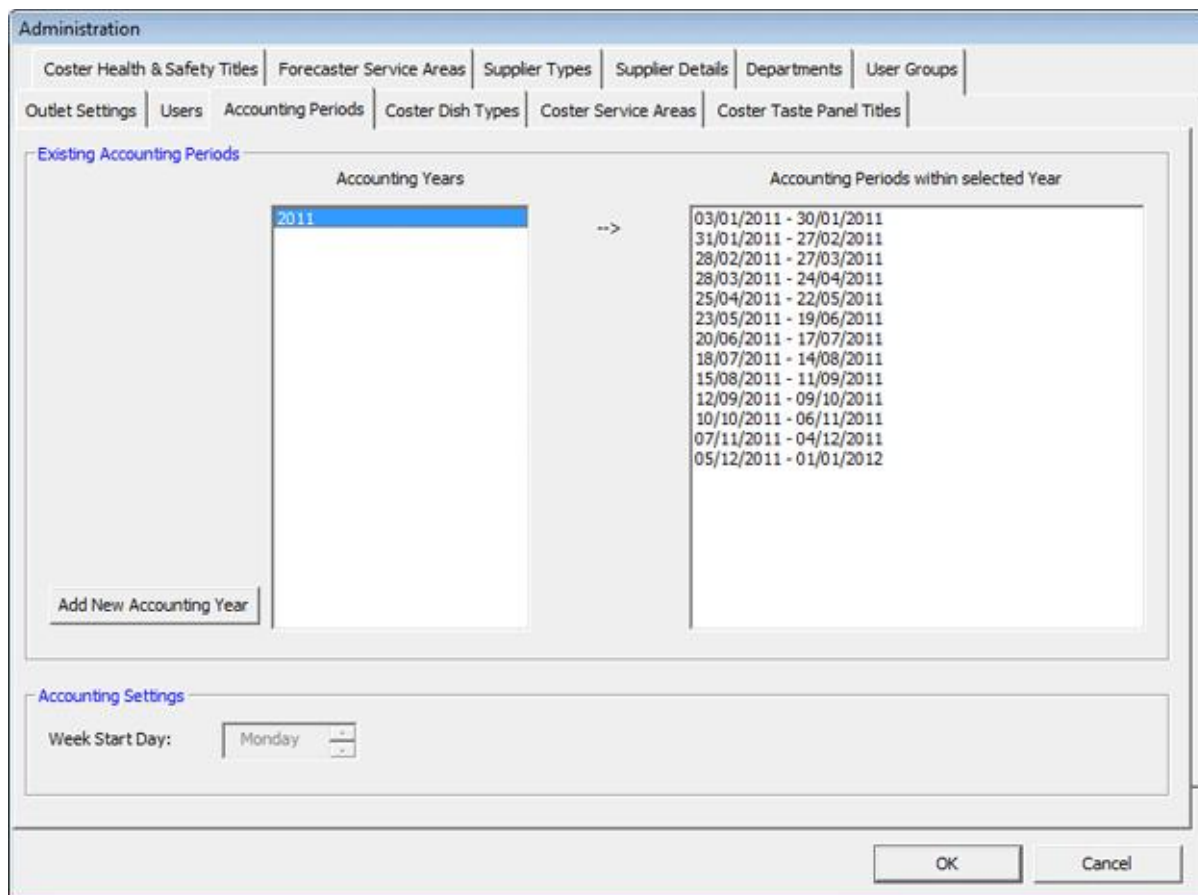 Administration
Coster Health & Safety Titles Forecaster Service Areas Supplier Types Supplier Details Departments User Groups
Outlet Settings Users Accounting Periods Coster Dish Types Coster Service Areas Coster Taste Panel Titles
Existing Accounting Periods
Accounting Years Accounting Periods within selected Year
2011 --> 03/01/2011 - 30/01/2011
31/01/2011 - 27/02/2011
28/02/2011 - 27/03/2011
28/03/2011 - 24/04/2011
25/04/2011 - 22/05/2011
23/05/2011 - 19/06/2011
20/06/2011 - 17/07/2011
18/07/2011 - 14/08/2011
15/08/2011 - 11/09/2011
12/09/2011 - 09/10/2011
10/10/2011 - 06/11/2011
07/11/2011 - 04/12/2011
05/12/2011 - 01/01/2012
Add New Accounting Year
Accounting Settings
Week Start Day: Monday
OK Cancel